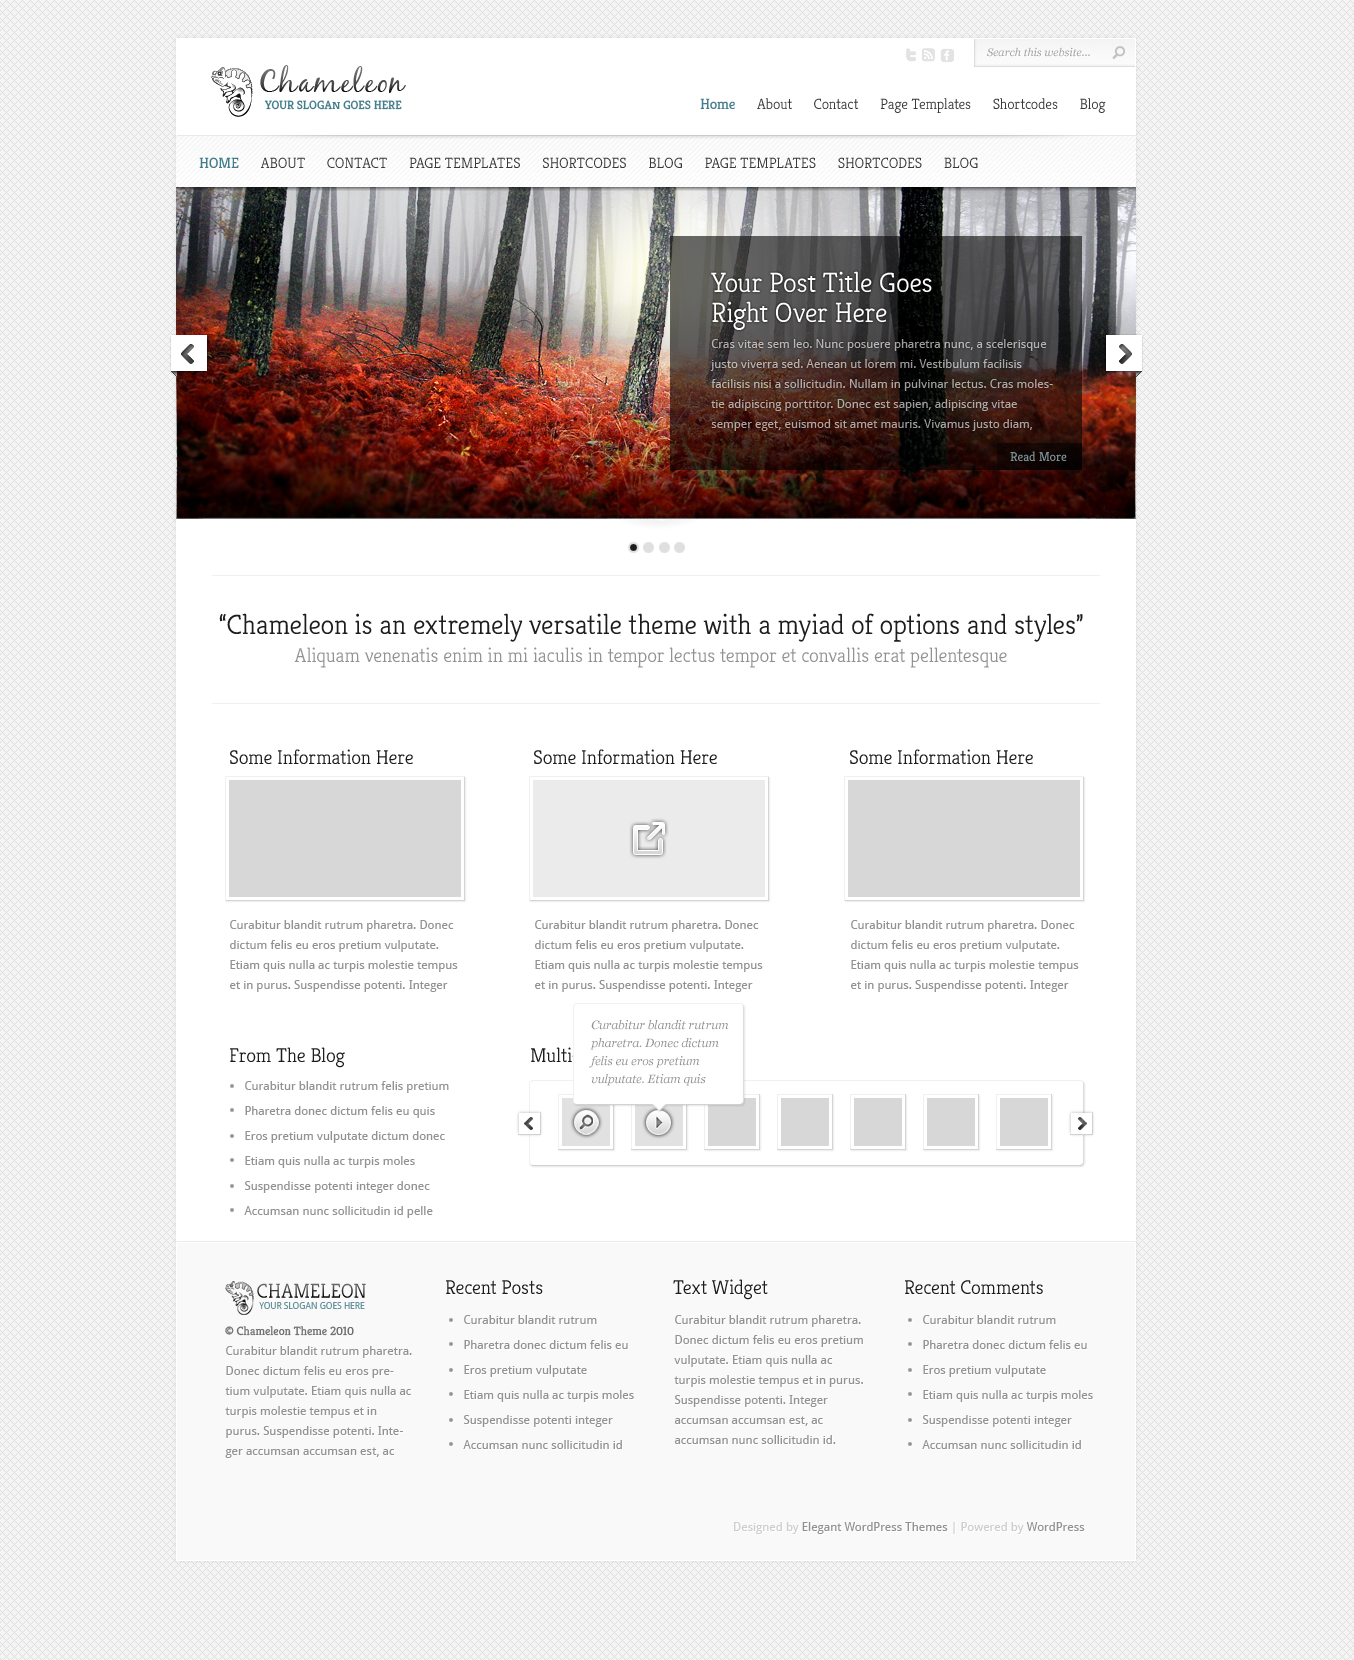 Search this website...
Chameleon
YOUR SLOGAN GOES HERE
Home About Contact Page Templates Shortcodes Blog
HOME ABOUT CONTACT PAGE TEMPLATES SHORTCODES BLOG PAGE TEMPLATES SHORTCODES BLOG
Your Post Title Goes
Right Over Here
Cras vitae sem leo. Nunc posuere pharetra nunc, a scelerisque
justo viverra sed. Aenean ut lorem mi. Vestibulum facilisis
facilisis nisi a sollicitudin. Nullam in pulvinar lectus. Cras moles-
tie adipiscing porttitor. Donec est sapien, adipiscing vitae
semper eget, euismod sit amet mauris. Vivamus justo diam,
Read More
“Chameleon is an extremely versatile theme with a myiad of options and styles”
Aliquam venenatis enim in mi iaculis in tempor lectus tempor et convallis erat pellentesque
Some Information Here
Curabitur blandit rutrum pharetra. Donec
dictum felis eu eros pretium vulputate.
Etiam quis nulla ac turpis molestie tempus
et in purus. Suspendisse potenti. Integer
Some Information Here
Curabitur blandit rutrum pharetra. Donec
dictum felis eu eros pretium vulputate.
Etiam quis nulla ac turpis molestie tempus
et in purus. Suspendisse potenti. Integer
Some Information Here
Curabitur blandit rutrum pharetra. Donec
dictum felis eu eros pretium vulputate.
Etiam quis nulla ac turpis molestie tempus
et in purus. Suspendisse potenti. Integer
From The Blog
Curabitur blandit rutrum felis pretium
Pharetra donec dictum felis eu quis
Eros pretium vulputate dictum donec
Etiam quis nulla ac turpis moles
Suspendisse potenti integer donec
Accumsan nunc sollicitudin id pelle
Multi
Curabitur blandit rutrum
pharetra. Donec dictum
felis eu eros pretium
vulputate. Etiam quis
CHAMELEON
YOUR SLOGAN GOES HERE
© Chameleon Theme 2010
Curabitur blandit rutrum pharetra.
Donec dictum felis eu eros pre-
tium vulputate. Etiam quis nulla ac
turpis molestie tempus et in
purus. Suspendisse potenti. Inte-
ger accumsan accumsan est, ac
Recent Posts
Curabitur blandit rutrum
Pharetra donec dictum felis eu
Eros pretium vulputate
Etiam quis nulla ac turpis moles
Suspendisse potenti integer
Accumsan nunc sollicitudin id
Text Widget
Curabitur blandit rutrum pharetra.
Donec dictum felis eu eros pretium
vulputate. Etiam quis nulla ac
turpis molestie tempus et in purus.
Suspendisse potenti. Integer
accumsan accumsan est, ac
accumsan nunc sollicitudin id.
Recent Comments
Curabitur blandit rutrum
Pharetra donec dictum felis eu
Eros pretium vulputate
Etiam quis nulla ac turpis moles
Suspendisse potenti integer
Accumsan nunc sollicitudin id
Designed by Elegant WordPress Themes | Powered by WordPress